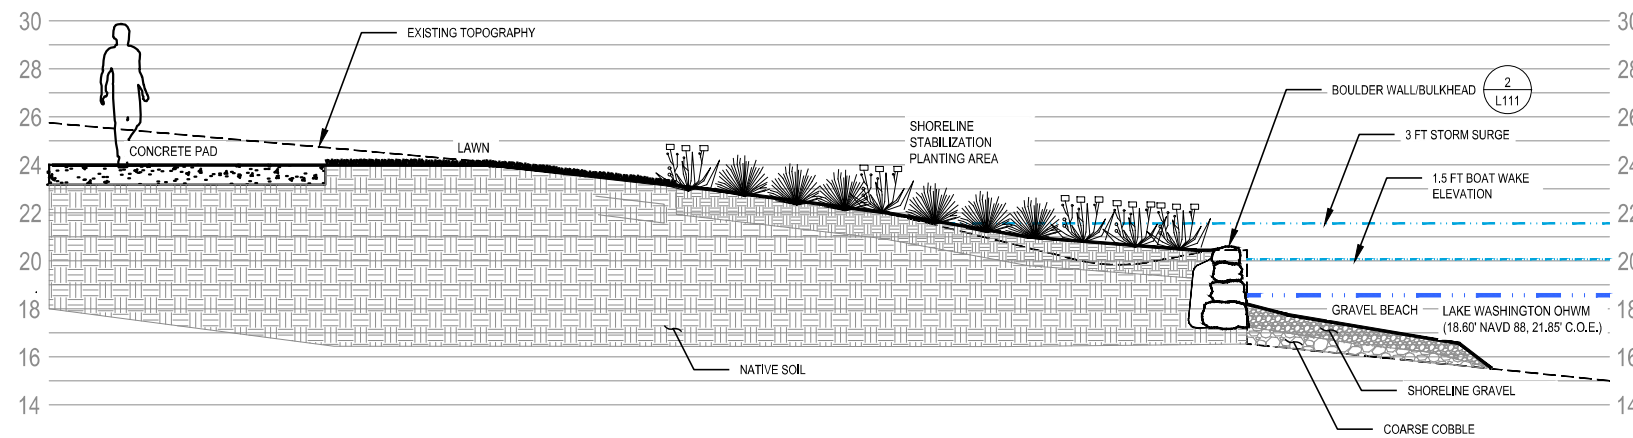 30
28
26
24
22
20
18
16
14
EXISTING TOPOGRAPHY
CONCRETE PAD
LAWN
SHORELINE
STABILIZATION
PLANTING AREA
BOULDER WALL/BULKHEAD
2
L111
3 FT STORM SURGE
1.5 FT BOAT WAKE
ELEVATION
GRAVEL BEACH
LAKE WASHINGTON OHWM
(18.60' NAVD 88, 21.85' C.O.E.)
NATIVE SOIL
SHORELINE GRAVEL
COARSE COBBLE
30
28
26
24
22
20
18
16
14